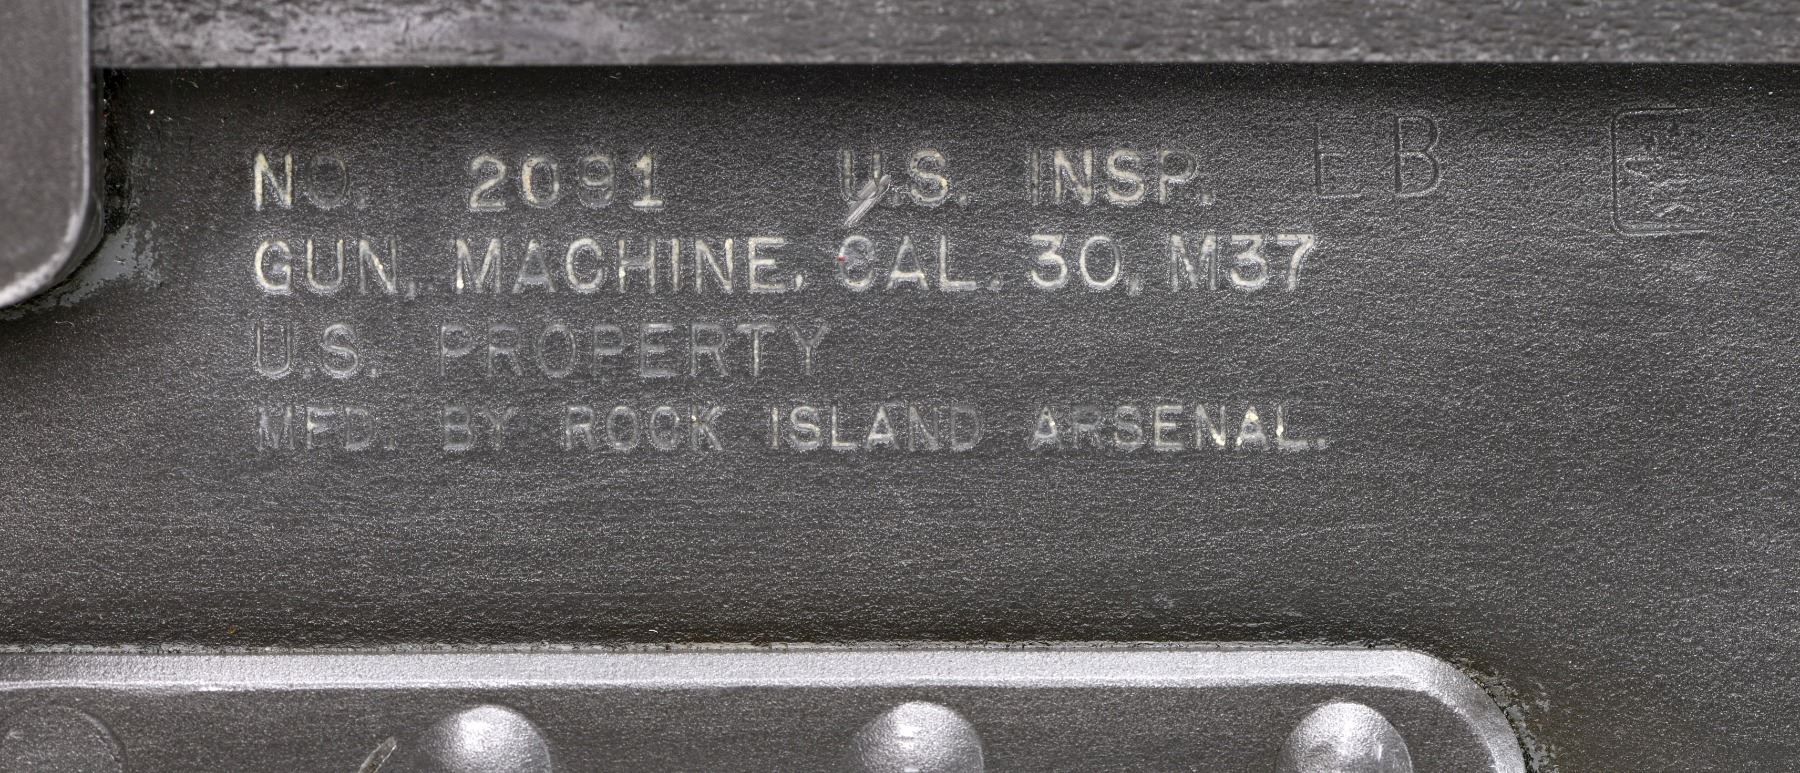 NO. 2091 U.S. INSP. EB
GUN, MACHINE, CAL. 30, M37
U.S. PROPERTY
MFD. BY ROCK ISLAND ARSENAL.